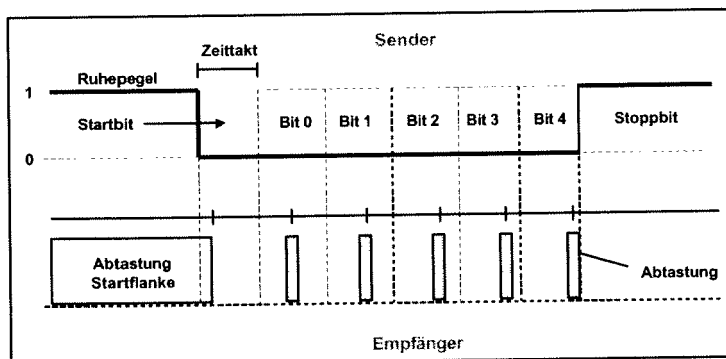 Sender
Zeittakt
Ruhepegel
1
Startbit
Bit 0
Bit 1
Bit 2
Bit 3
Bit 4
Stoppbit
0
Abtastung
Startflanke
Abtastung
Empfänger